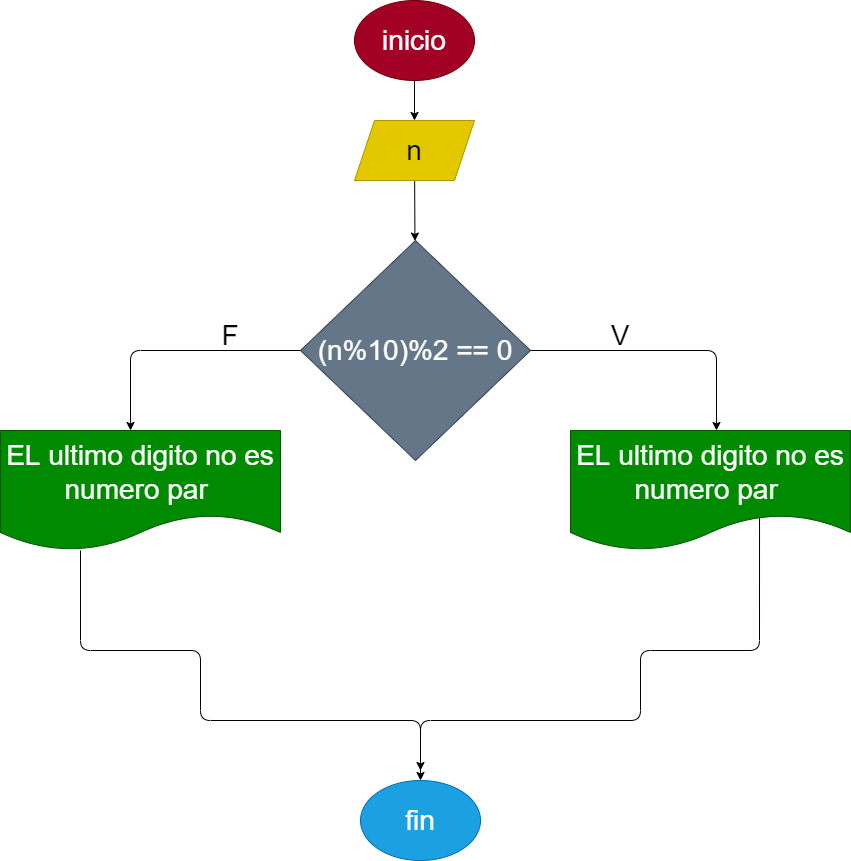 inicio
n
(n%10)%2 == 0
F
V
EL ultimo digito no es
numero par
EL ultimo digito no es
numero par
fin